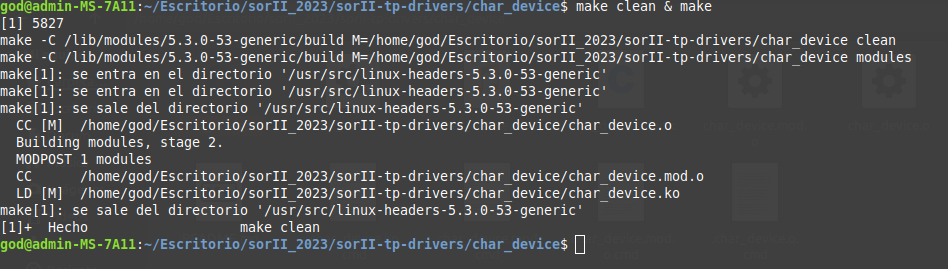 god@admin-MS-7A11:~/Escritorio/sorII_2023/sorII-tp-drivers/char_device$ make clean & make
[1] 5827
make -C /lib/modules/5.3.0-53-generic/build M=/home/god/Escritorio/sorII_2023/sorII-tp-drivers/char_device clean
make -C /lib/modules/5.3.0-53-generic/build M=/home/god/Escritorio/sorII_2023/sorII-tp-drivers/char_device modules
make[1]: se entra en el directorio '/usr/src/linux-headers-5.3.0-53-generic'
make[1]: se entra en el directorio '/usr/src/linux-headers-5.3.0-53-generic'
make[1]: se sale del directorio '/usr/src/linux-headers-5.3.0-53-generic'
  CC [M]  /home/god/Escritorio/sorII_2023/sorII-tp-drivers/char_device/char_device.o
  Building modules, stage 2.
  MODPOST 1 modules
  CC      /home/god/Escritorio/sorII_2023/sorII-tp-drivers/char_device/char_device.mod.o
  LD [M]  /home/god/Escritorio/sorII_2023/sorII-tp-drivers/char_device/char_device.ko
make[1]: se sale del directorio '/usr/src/linux-headers-5.3.0-53-generic'
[1]+  Hecho                   make clean
god@admin-MS-7A11:~/Escritorio/sorII_2023/sorII-tp-drivers/char_device$